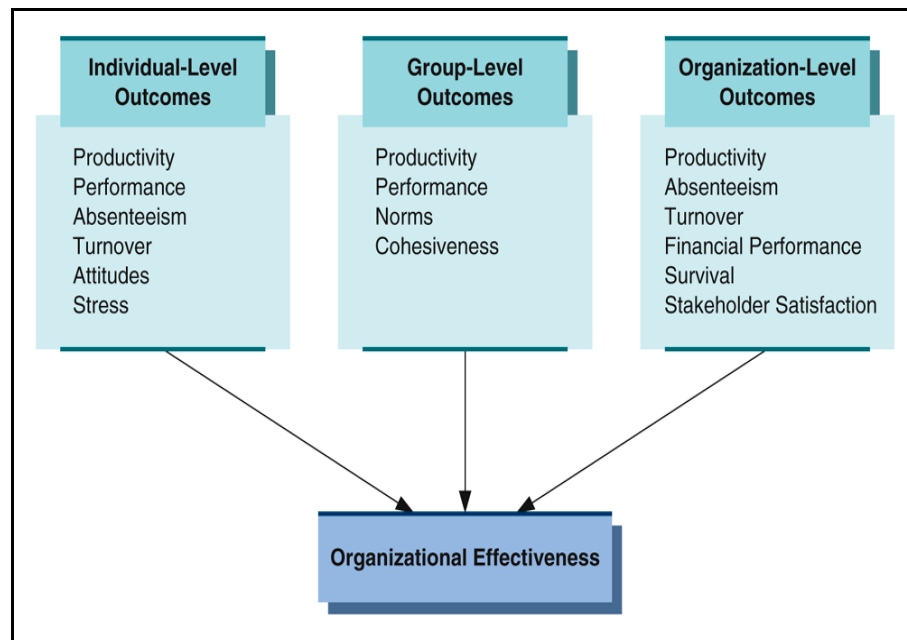 Individual-Level
Outcomes
Productivity
Performance
Absenteeism
Turnover
Attitudes
Stress
Group-Level
Outcomes
Productivity
Performance
Norms
Cohesiveness
Organization-Level
Outcomes
Productivity
Absenteeism
Turnover
Financial Performance
Survival
Stakeholder Satisfaction
Organizational Effectiveness